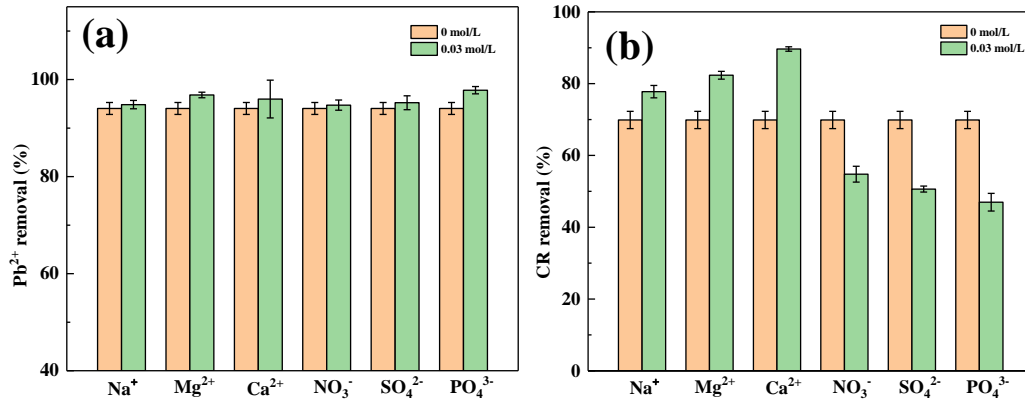 (a)
0 mol/L
0.03 mol/L
100
80
60
40
Pb²⁺ removal (%)
Na⁺ Mg²⁺ Ca²⁺ NO₃⁻ SO₄²⁻ PO₄³⁻
(b)
0 mol/L
0.03 mol/L
100
80
60
40
20
0
CR removal (%)
Na⁺ Mg²⁺ Ca²⁺ NO₃⁻ SO₄²⁻ PO₄³⁻